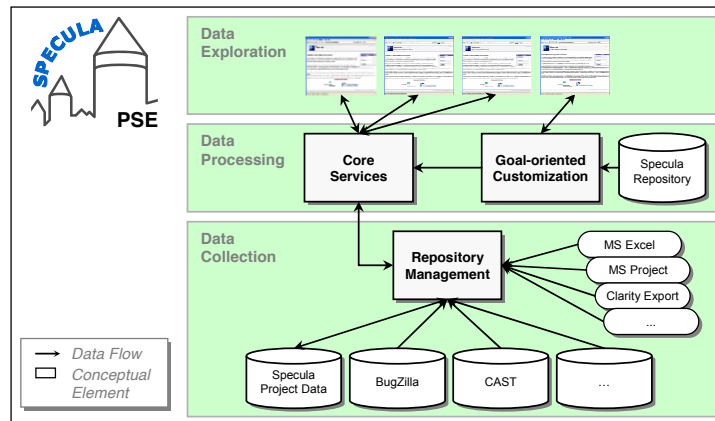 SPECULA
PSE
Data
Exploration
Data
Processing
Core
Services
Goal-oriented
Customization
Specula
Repository
Data
Collection
Repository
Management
MS Excel
MS Project
Clarity Export
...
Specula
Project Data
BugZilla
CAST
...
Data Flow
Conceptual
Element